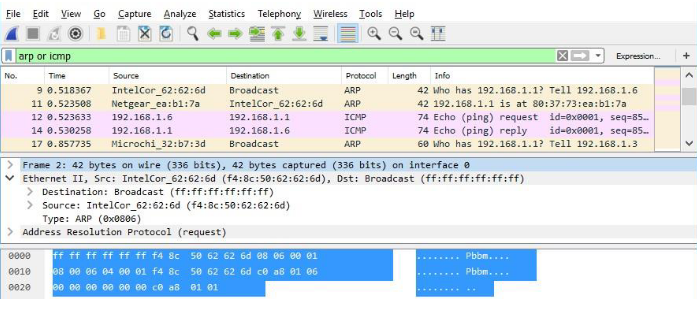 File Edit View Go Capture Analyze Statistics Telephony Wireless Tools Help
arp or icmp Expression... +
No. Time Source Destination Protocol Length Info
9 0.518367 IntelCor_62:62:6d Broadcast ARP 42 Who has 192.168.1.1? Tell 192.168.1.6
11 0.523508 Netgear_ea:b1:7a IntelCor_62:62:6d ARP 42 192.168.1.1 is at 80:37:73:ea:b1:7a
12 0.523633 192.168.1.6 192.168.1.1 ICMP 74 Echo (ping) request id=0x0001, seq=85…
14 0.530258 192.168.1.1 192.168.1.6 ICMP 74 Echo (ping) reply id=0x0001, seq=85…
17 0.857735 Microchi_32:b7:3d Broadcast ARP 60 Who has 192.168.1.1? Tell 192.168.1.3
Frame 2: 42 bytes on wire (336 bits), 42 bytes captured (336 bits) on interface 0
Ethernet II, Src: IntelCor_62:62:6d (f4:8c:50:62:62:6d), Dst: Broadcast (ff:ff:ff:ff:ff:ff)
Destination: Broadcast (ff:ff:ff:ff:ff:ff)
Source: IntelCor_62:62:6d (f4:8c:50:62:62:6d)
Type: ARP (0x0806)
Address Resolution Protocol (request)
0000 ff ff ff ff ff ff f4 8c 50 62 62 6d 08 06 00 01 ........ Pbbm....
0010 08 00 06 04 00 01 f4 8c 50 62 62 6d c0 a8 01 06 ........ Pbbm....
0020 00 00 00 00 00 00 c0 a8 01 01 ........ ..